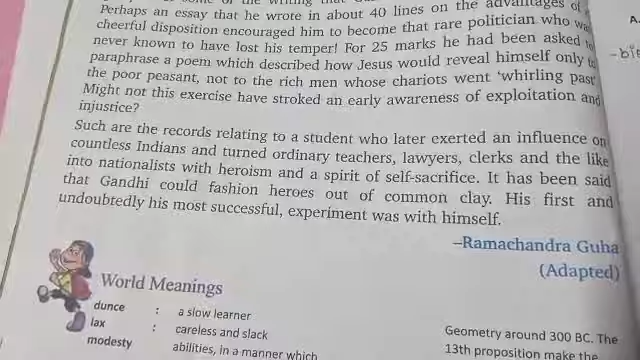 Perhaps an essay that he wrote in about 40 lines on the advantages of a
cheerful disposition encouraged him to become that rare politician who was
never known to have lost his temper! For 25 marks he had been asked to
paraphrase a poem which described how Jesus would reveal himself only to
the poor peasant, not to the rich men whose chariots went 'whirling past'
Might not this exercise have stroked an early awareness of exploitation and
injustice?
Such are the records relating to a student who later exerted an influence on
countless Indians and turned ordinary teachers, lawyers, clerks and the like
into nationalists with heroism and a spirit of self-sacrifice. It has been said
that Gandhi could fashion heroes out of common clay. His first and
undoubtedly his most successful, experiment was with himself.
–Ramachandra Guha
(Adapted)
World Meanings
dunce : a slow learner
lax : careless and slack
modesty abilities, in a manner which
Geometry around 300 BC. The
13th proposition make the
A.